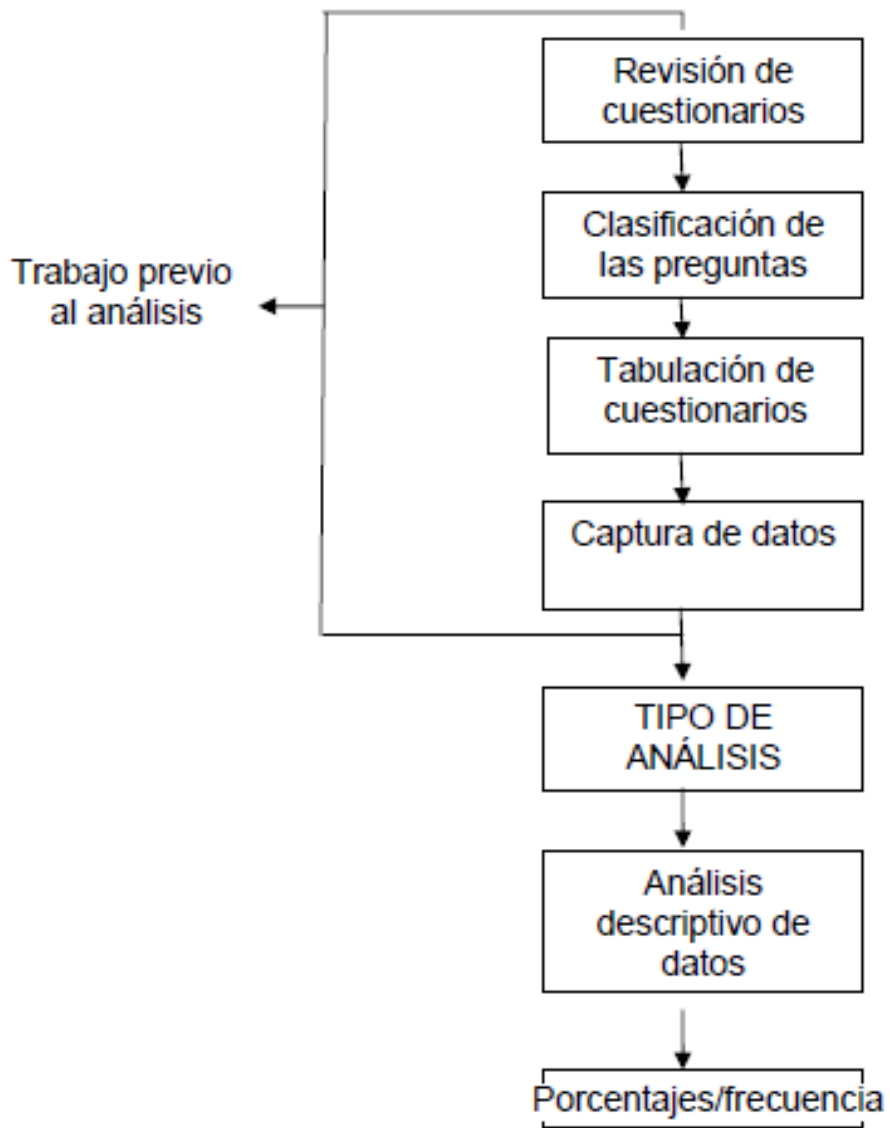 Revisión de
cuestionarios
Clasificación de
las preguntas
Trabajo previo
al análisis
Tabulación de
cuestionarios
Captura de datos
TIPO DE
ANÁLISIS
Análisis
descriptivo de
datos
Porcentajes/frecuencia